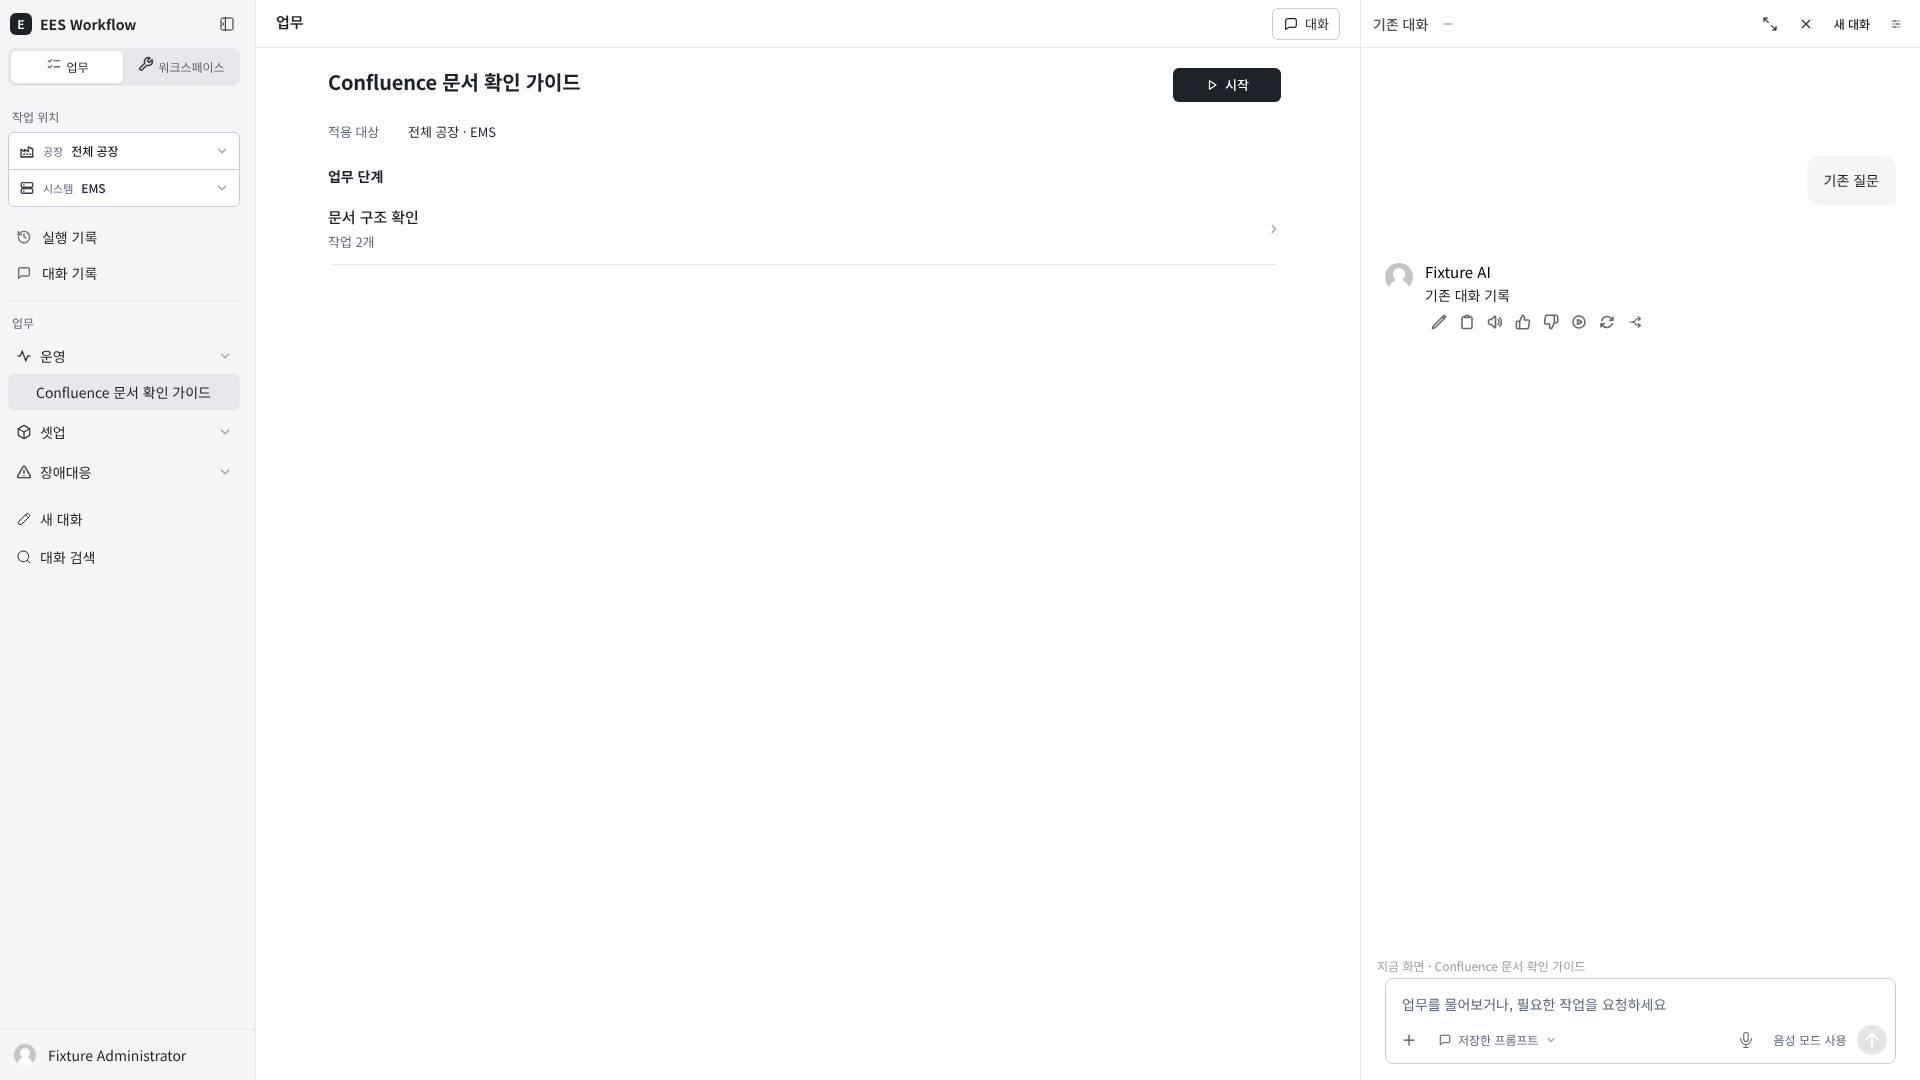 E EES Workflow
업무
워크스페이스
작업 위치
공장 전체 공장
시스템 EMS
실행 기록
대화 기록
업무
운영
Confluence 문서 확인 가이드
셋업
장애대응
새 대화
대화 검색
Fixture Administrator
업무
대화
Confluence 문서 확인 가이드
시작
적용 대상 전체 공장 · EMS
업무 단계
문서 구조 확인
작업 2개
기존 대화 ···
새 대화
기존 질문
Fixture AI
기존 대화 기록
지금 화면 · Confluence 문서 확인 가이드
업무를 물어보거나, 필요한 작업을 요청하세요
저장한 프롬프트
음성 모드 사용